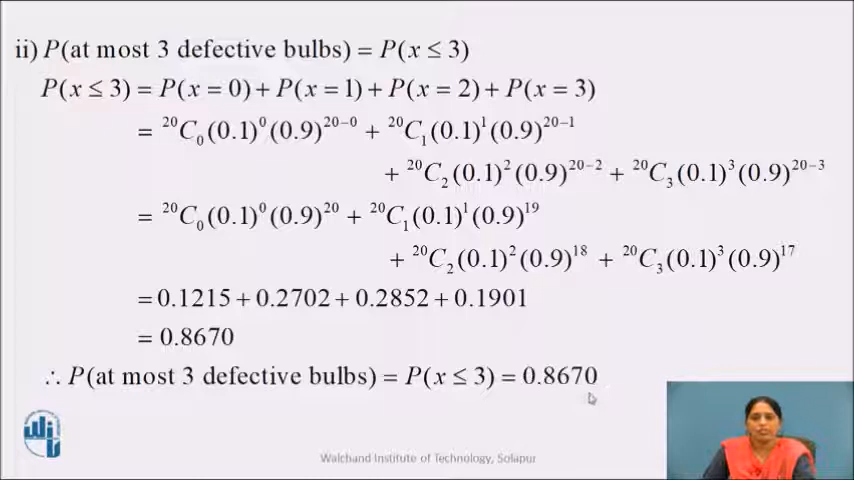 ii) P(at most 3 defective bulbs) = P(x ≤ 3)
P(x ≤ 3) = P(x = 0) + P(x = 1) + P(x = 2) + P(x = 3)
= ²⁰C₀(0.1)⁰(0.9)²⁰⁻⁰ + ²⁰C₁(0.1)¹(0.9)²⁰⁻¹
+ ²⁰C₂(0.1)²(0.9)²⁰⁻² + ²⁰C₃(0.1)³(0.9)²⁰⁻³
= ²⁰C₀(0.1)⁰(0.9)²⁰ + ²⁰C₁(0.1)¹(0.9)¹⁹
+ ²⁰C₂(0.1)²(0.9)¹⁸ + ²⁰C₃(0.1)³(0.9)¹⁷
= 0.1215 + 0.2702 + 0.2852 + 0.1901
= 0.8670
∴ P(at most 3 defective bulbs) = P(x ≤ 3) = 0.8670
Walchand Institute of Technology, Solapur